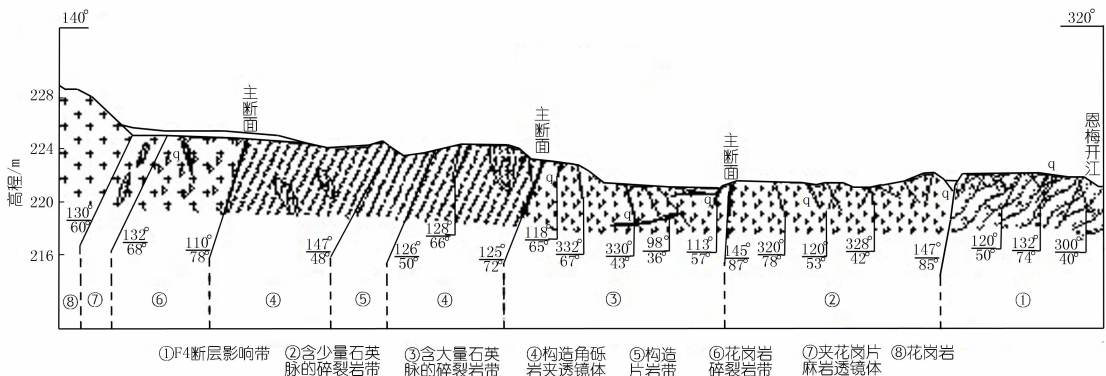 140°
320°
高程/m
228
224
220
216
主断面
主断面
主断面
恩梅开江
q
q
q
q
q
q
q
q
q
130°
60°
132°
68°
110°
78°
147°
48°
126°
50°
128°
66°
125°
72°
118°
65°
332°
67°
330°
43°
98°
36°
113°
57°
145°
87°
320°
78°
120°
53°
328°
42°
147°
85°
120°
50°
132°
74°
300°
40°
⑧ ⑦ ⑥ ④ ⑤ ④ ③ ② ①
①F4断层影响带 ②含少量石英脉的碎裂岩带 ③含大量石英脉的碎裂岩带 ④构造角砾岩夹透镜体 ⑤构造片岩带 ⑥花岗岩碎裂岩带 ⑦夹花岗片麻岩透镜体 ⑧花岗岩